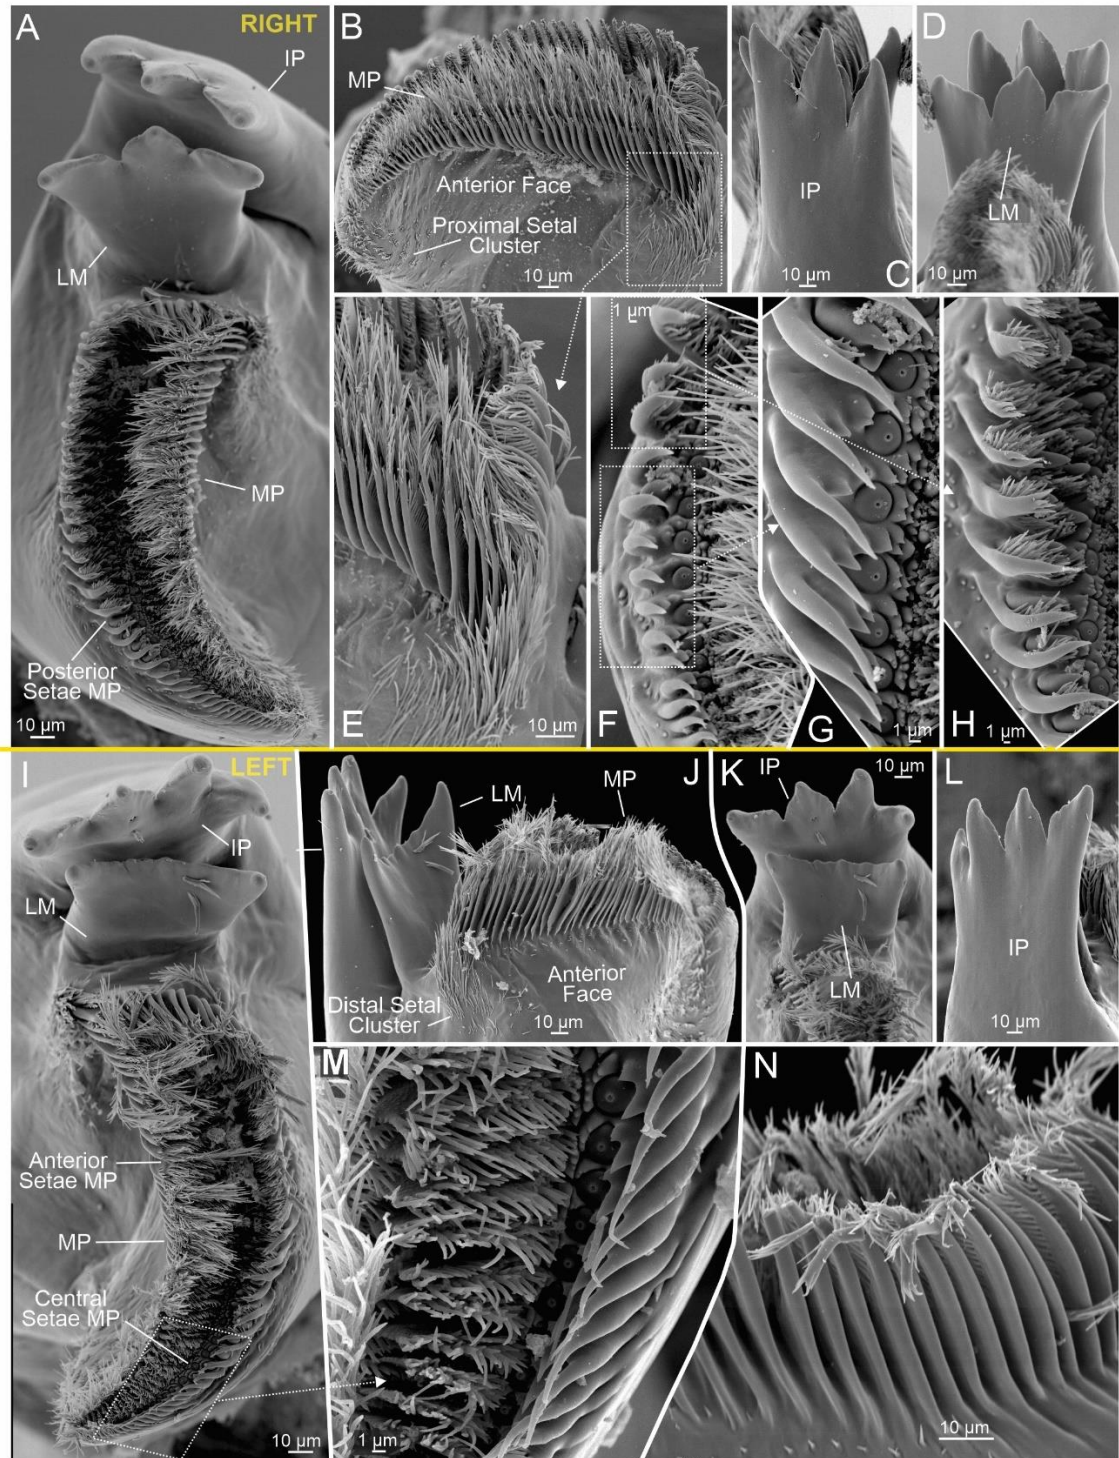 A
RIGHT
IP
LM
MP
Posterior
Setae MP
10 µm
B
MP
Anterior Face
Proximal Setal
Cluster
10 µm
IP
C
10 µm
D
LM
10 µm
E
10 µm
1 µm
F
G
1 µm
H
1 µm
I
LEFT
IP
LM
Anterior
Setae MP
MP
Central
Setae MP
10 µm
J
LM
MP
Anterior
Face
Distal Setal
Cluster
10 µm
K
IP
10 µm
LM
L
IP
10 µm
M
1 µm
N
10 µm